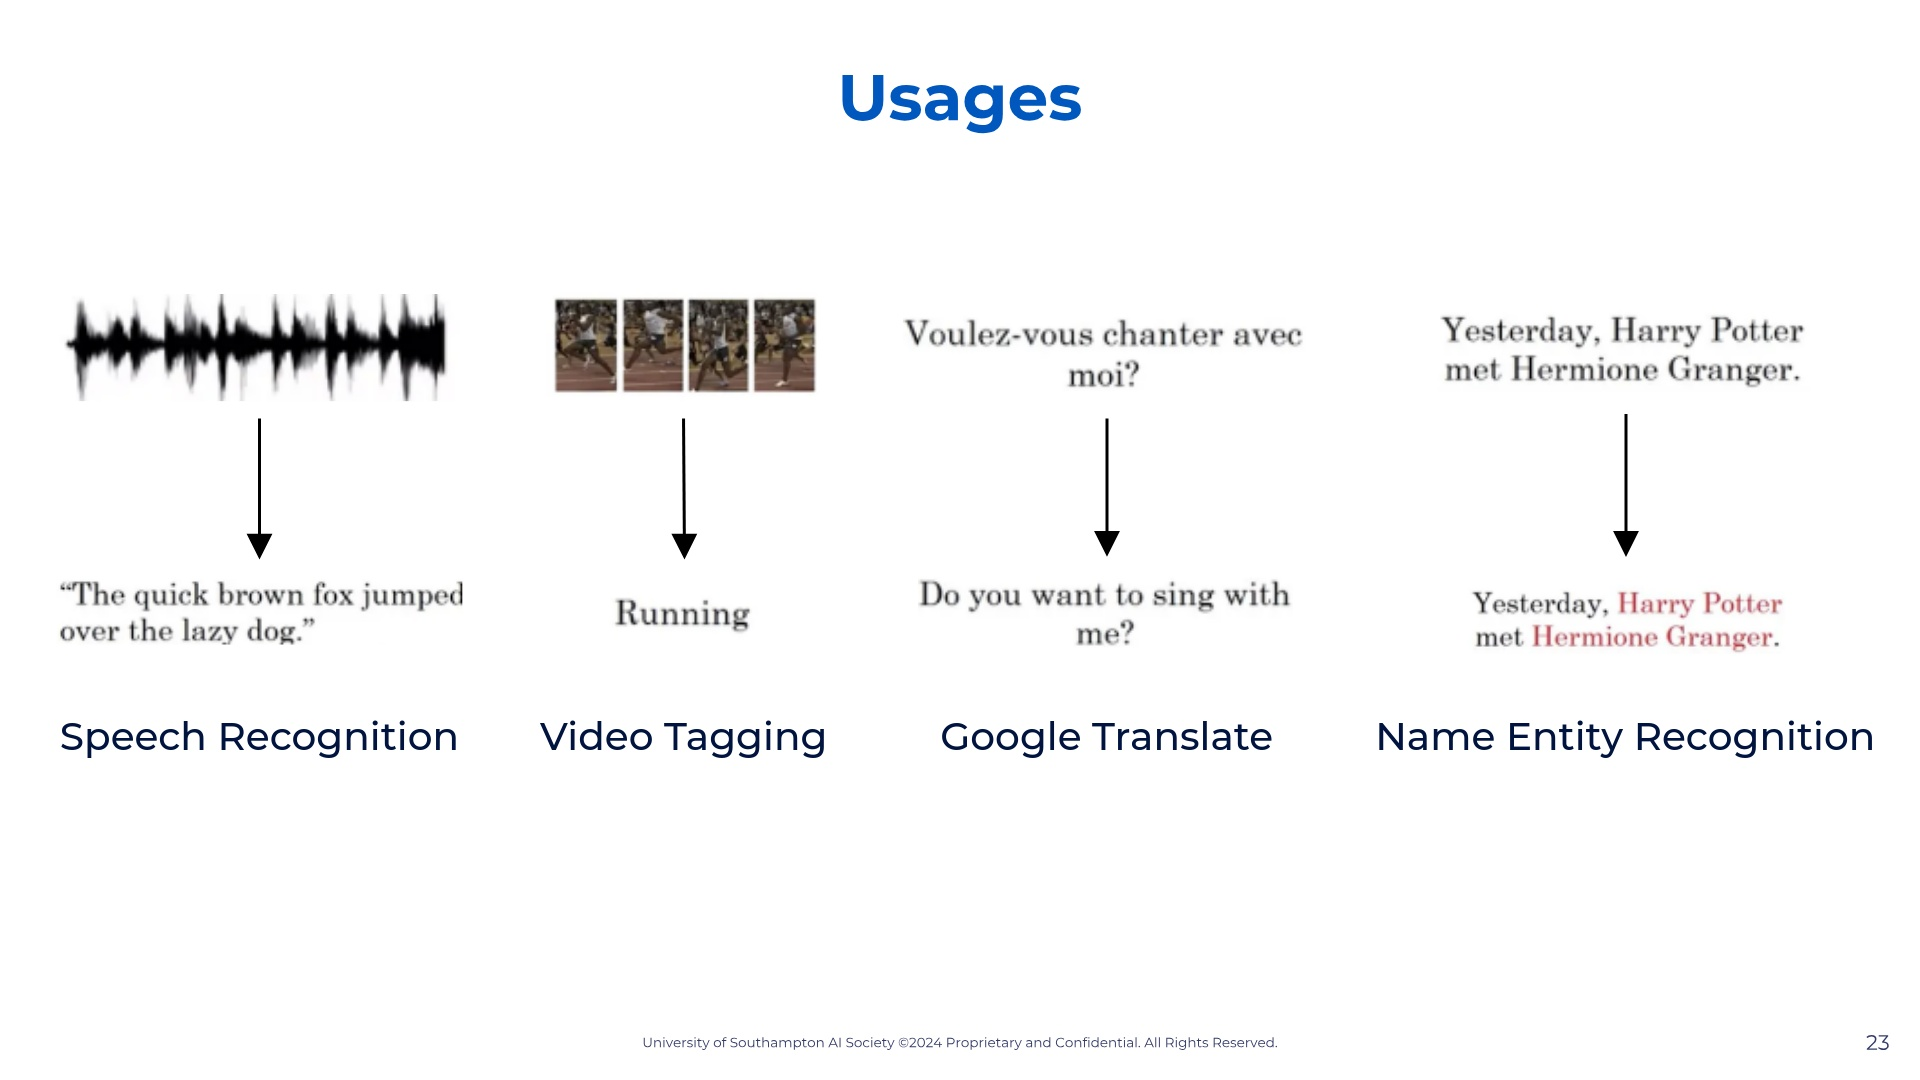 Usages
Voulez-vous chanter avec
moi?
Yesterday, Harry Potter
met Hermione Granger.
“The quick brown fox jumped
over the lazy dog.”
Running
Do you want to sing with
me?
Yesterday, Harry Potter
met Hermione Granger.
Speech Recognition
Video Tagging
Google Translate
Name Entity Recognition
University of Southampton AI Society ©2024 Proprietary and Confidential. All Rights Reserved.
23